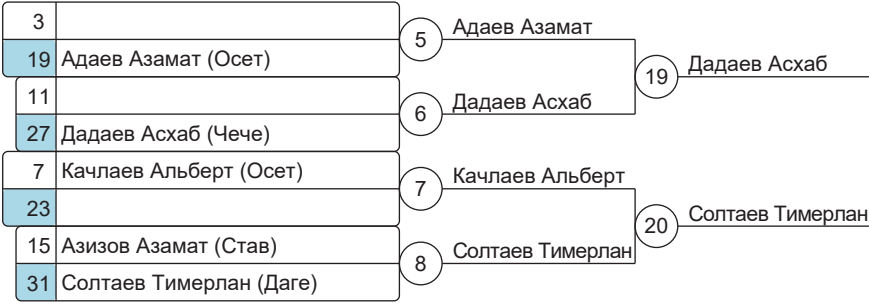 3
19 Адаев Азамат (Осет)
5 Адаев Азамат
11
27 Дадаев Асхаб (Чече)
6 Дадаев Асхаб
19 Дадаев Асхаб
7 Качлаев Альберт (Осет)
23
7 Качлаев Альберт
15 Азизов Азамат (Став)
31 Солтаев Тимерлан (Даге)
8 Солтаев Тимерлан
20 Солтаев Тимерлан